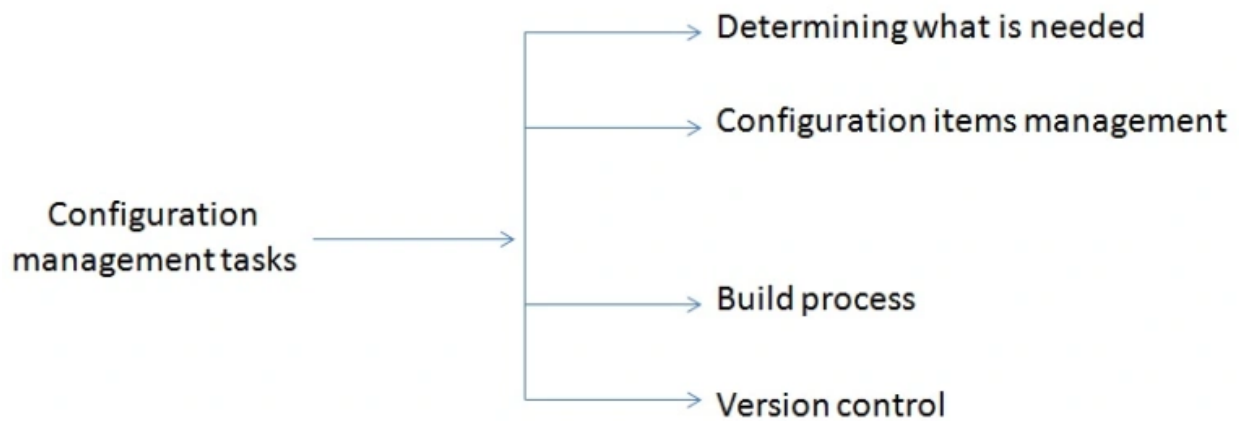 Determining what is needed
Configuration items management
Configuration
management tasks
Build process
Version control